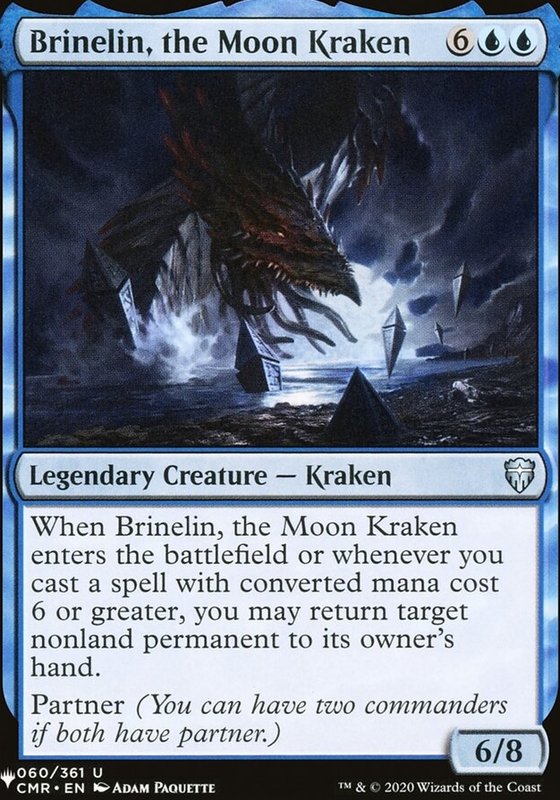 Brinelin, the Moon Kraken 6
Legendary Creature — Kraken
When Brinelin, the Moon Kraken
enters the battlefield or whenever you
cast a spell with converted mana cost
6 or greater, you may return target
nonland permanent to its owner's
hand.
Partner (You can have two commanders
if both have partner.)
6/8
060/361 U
CMR • EN Adam Paquette
™ & © 2020 Wizards of the Coast